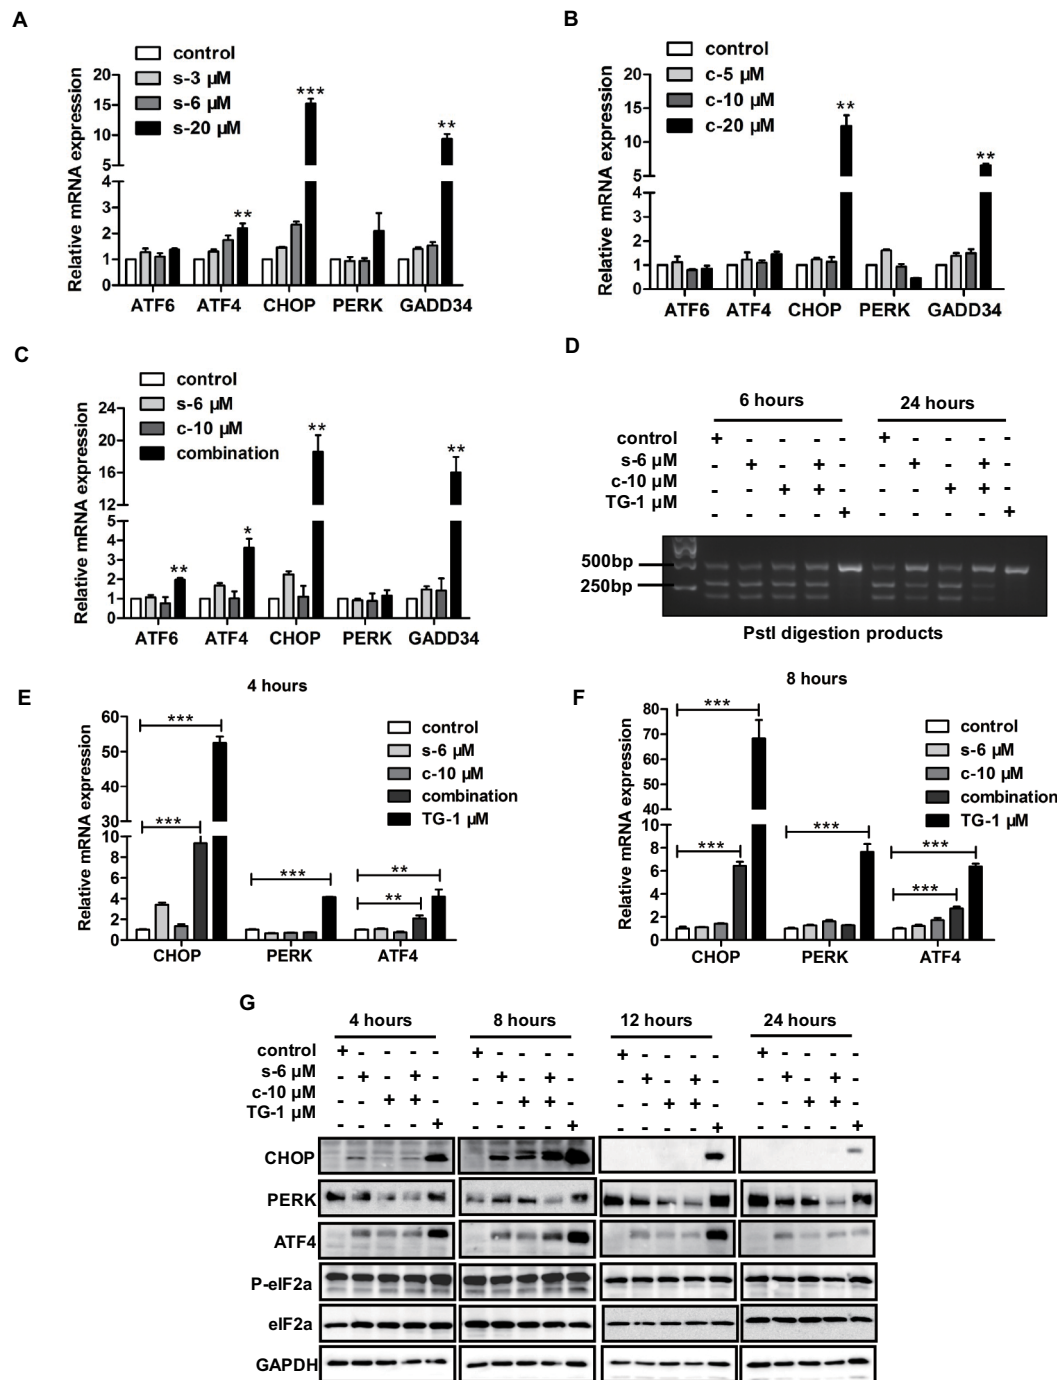 A
control
s-3 μM
s-6 μM
s-20 μM
Relative mRNA expression
20
15
10
5
4
3
2
1
0
***
**
**
ATF6 ATF4 CHOP PERK GADD34
B
control
c-5 μM
c-10 μM
c-20 μM
Relative mRNA expression
20
15
10
5
4
3
2
1
0
**
**
ATF6 ATF4 CHOP PERK GADD34
C
control
s-6 μM
c-10 μM
combination
Relative mRNA expression
24
20
16
12
5
4
3
2
1
0
**
*
**
**
ATF6 ATF4 CHOP PERK GADD34
D
6 hours 24 hours
control + - - - - + - - - -
s-6 μM - + - + - - + - + -
c-10 μM - - + + - - - + + -
TG-1 μM - - - - + - - - - +
500bp
250bp
PstI digestion products
E
4 hours
control
s-6 μM
c-10 μM
combination
TG-1 μM
Relative mRNA expression
60
50
40
30
10
8
6
4
2
0
***
***
***
**
**
CHOP PERK ATF4
F
8 hours
control
s-6 μM
c-10 μM
combination
TG-1 μM
Relative mRNA expression
80
70
60
50
40
10
8
6
4
2
0
***
***
***
***
***
CHOP PERK ATF4
G
4 hours 8 hours 12 hours 24 hours
control + - - - - + - - - - + - - - - + - - - -
s-6 μM - + - + - - + - + - - + - + - - + - + -
c-10 μM - - + + - - - + + - - - + + - - - + + -
TG-1 μM - - - - + - - - - + - - - - + - - - - +
CHOP
PERK
ATF4
P-eIF2a
eIF2a
GAPDH